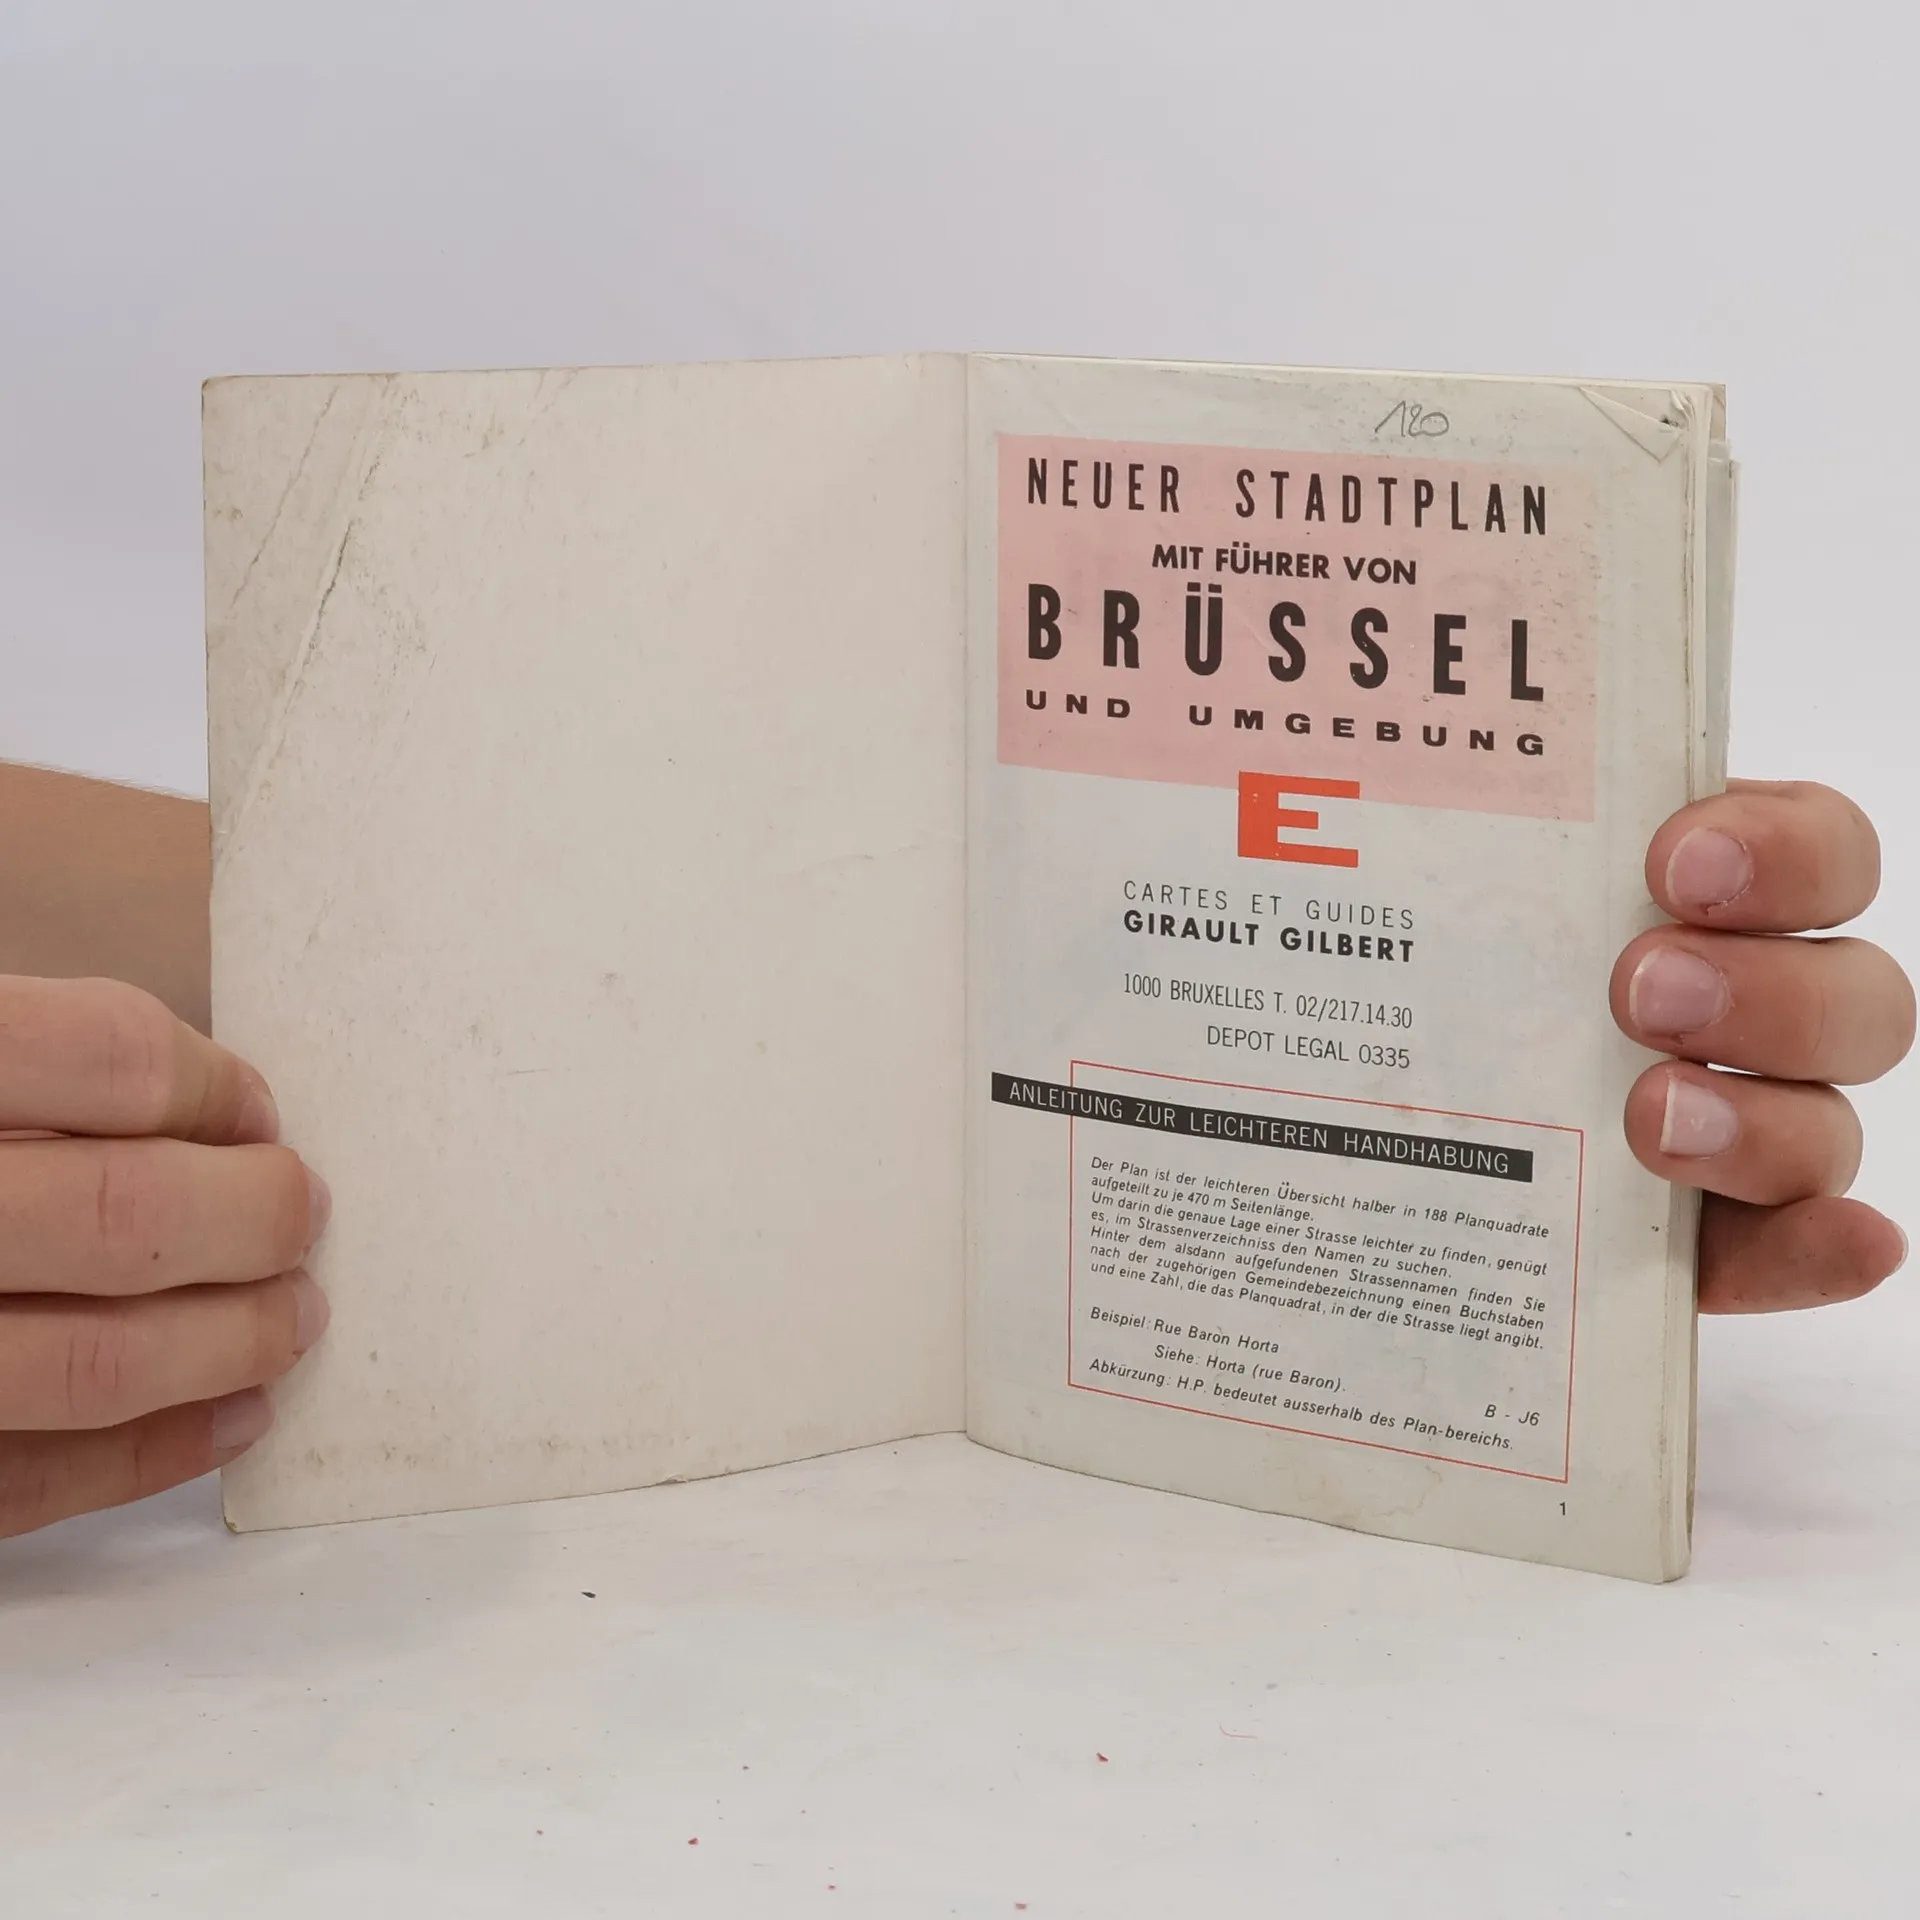 120
NEUER STADTPLAN
MIT FÜHRER VON
BRÜSSEL
UND UMGEBUNG
E
CARTES ET GUIDES
GIRAULT GILBERT
1000 BRUXELLES T. 02/217.14.30
DEPOT LEGAL 0335
ANLEITUNG ZUR LEICHTEREN HANDHABUNG
Der Plan ist der leichteren Übersicht halber in 188 Planquadrate
aufgeteilt zu je 470 m Seitenlänge.
Um darin die genaue Lage einer Strasse leichter zu finden, genügt
es, im Strassenverzeichniss den Namen zu suchen.
Hinter dem alsdann aufgefundenen Strassennamen finden Sie
nach der zugehörigen Gemeindebezeichnung einen Buchstaben
und eine Zahl, die das Planquadrat, in der die Strasse liegt angibt.
Beispiel: Rue Baron Horta
Siehe: Horta (rue Baron). B - J6
Abkürzung: H.P. bedeutet ausserhalb des Plan-bereichs.
1